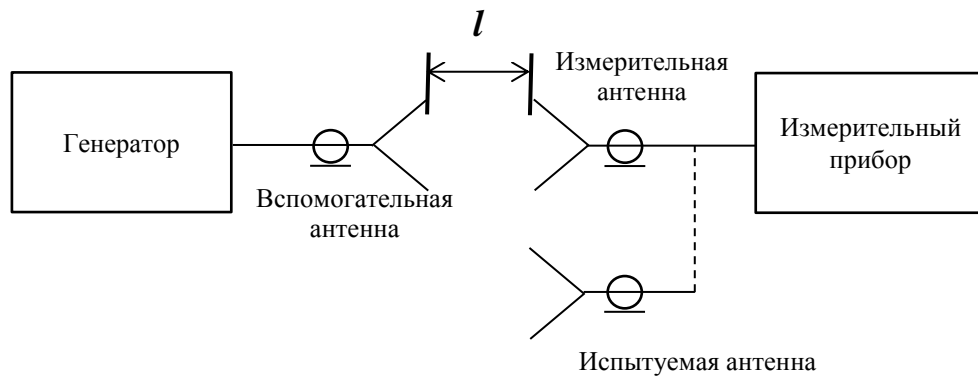 l
Генератор
Вспомогательная
антенна
Измерительная
антенна
Измерительный
прибор
Испытуемая антенна